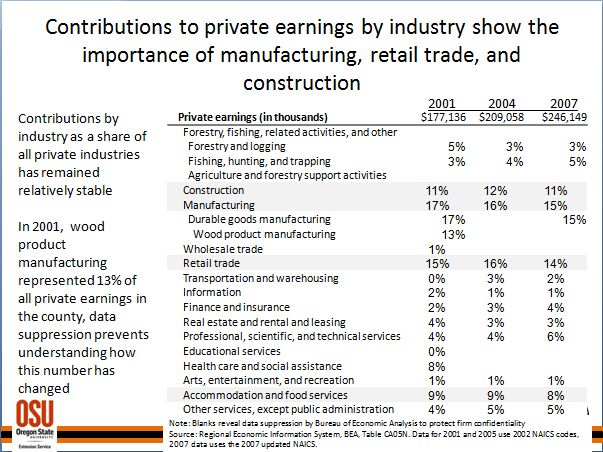 Contributions to private earnings by industry show the
importance of manufacturing, retail trade, and
construction
Contributions by
industry as a share of
all private industries
has remained
relatively stable
In 2001, wood
product
manufacturing
represented 13% of
all private earnings in
the county, data
suppression prevents
understanding how
this number has
changed
2001 2004 2007
Private earnings (in thousands) $177,136 $209,058 $246,149
Forestry, fishing, related activities, and other
Forestry and logging 5% 3% 3%
Fishing, hunting, and trapping 3% 4% 5%
Agriculture and forestry support activities
Construction 11% 12% 11%
Manufacturing 17% 16% 15%
Durable goods manufacturing 17% 15%
Wood product manufacturing 13%
Wholesale trade 1%
Retail trade 15% 16% 14%
Transportation and warehousing 0% 3% 2%
Information 2% 1% 1%
Finance and insurance 2% 3% 4%
Real estate and rental and leasing 4% 3% 3%
Professional, scientific, and technical services 4% 4% 6%
Educational services 0%
Health care and social assistance 8%
Arts, entertainment, and recreation 1% 1% 1%
Accommodation and food services 9% 9% 8%
Other services, except public administration 4% 5% 5%
Note: Blanks reveal data suppression by Bureau of Economic Analysis to protect firm confidentiality
Source: Regional Economic Information System, BEA, Table CA05N. Data for 2001 and 2005 use 2002 NAICS codes,
2007 data uses the 2007 updated NAICS.
OSU
Oregon State
UNIVERSITY
Extension Service